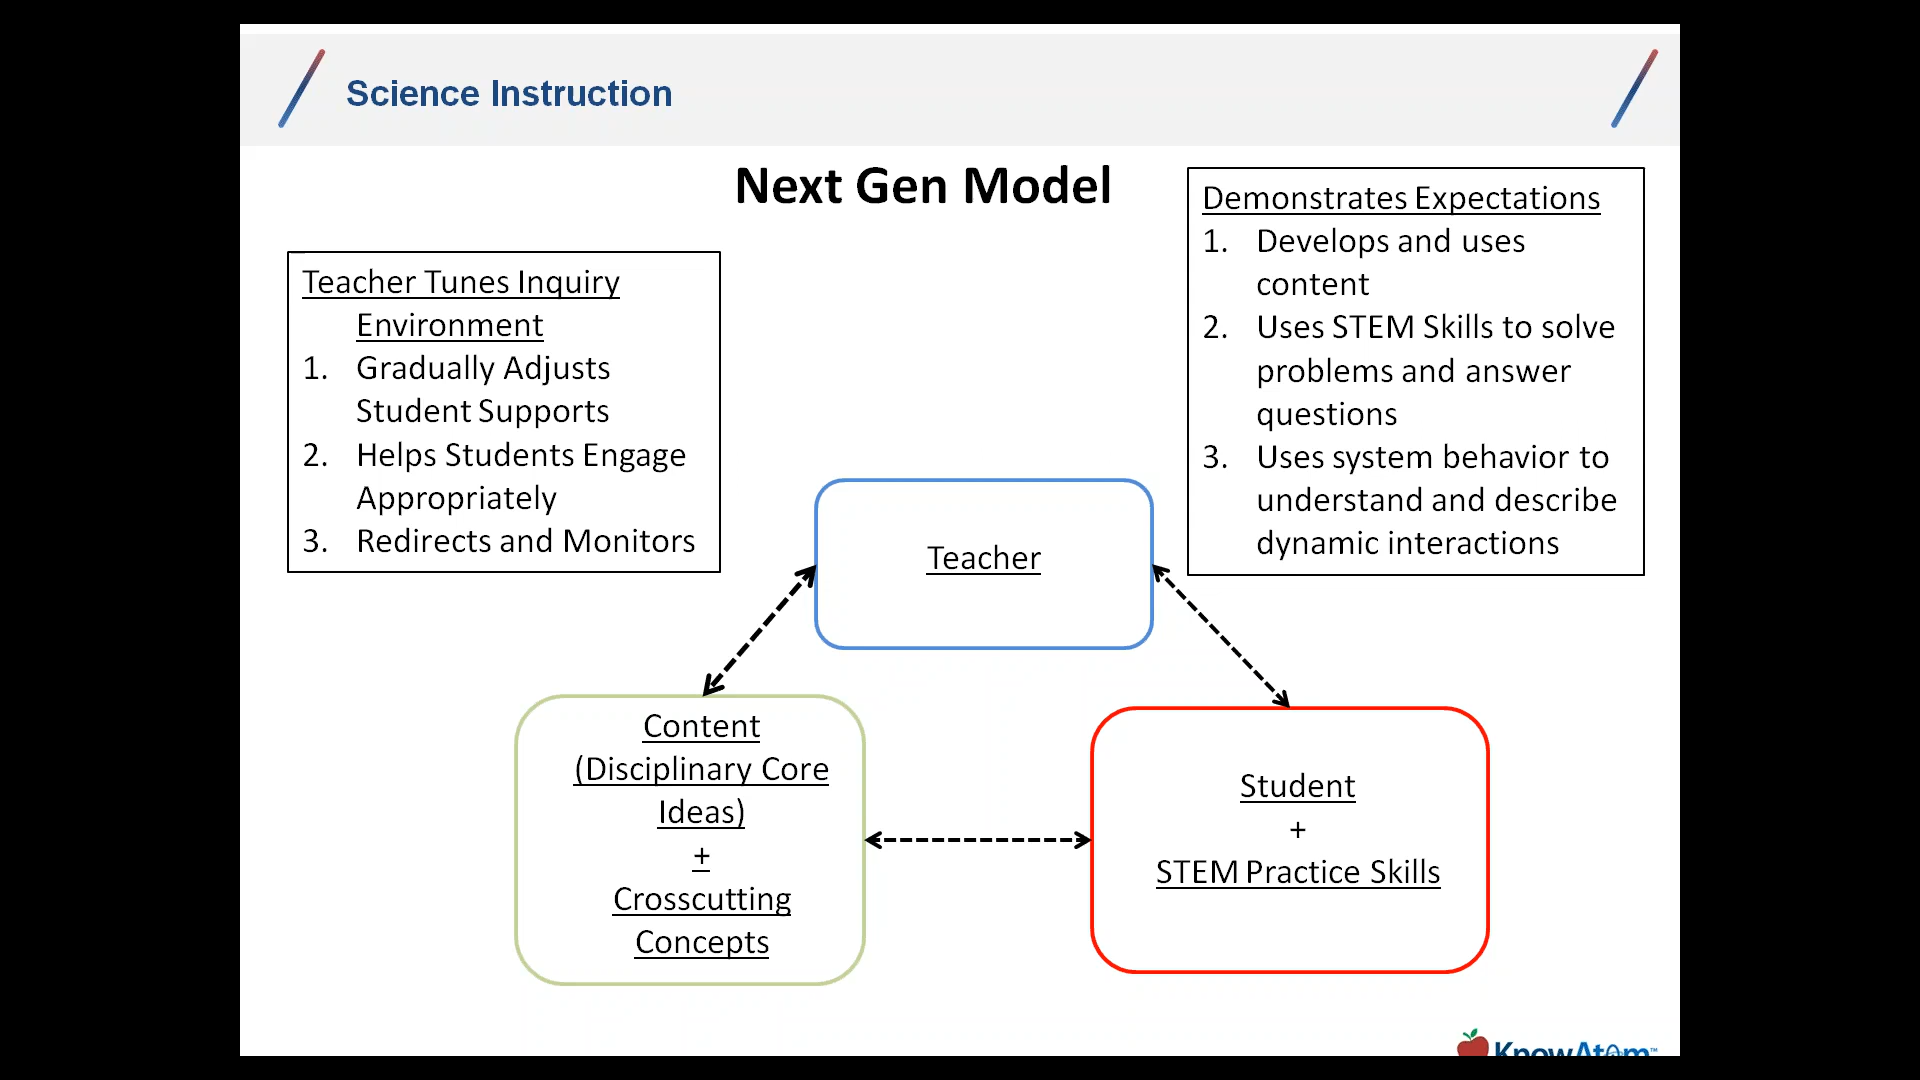 Science Instruction
Next Gen Model
Teacher Tunes Inquiry
Environment
1. Gradually Adjusts
Student Supports
2. Helps Students Engage
Appropriately
3. Redirects and Monitors
Demonstrates Expectations
1. Develops and uses
content
2. Uses STEM Skills to solve
problems and answer
questions
3. Uses system behavior to
understand and describe
dynamic interactions
Teacher
Content
(Disciplinary Core
Ideas)
+
Crosscutting
Concepts
Student
+
STEM Practice Skills
KnowAtom™